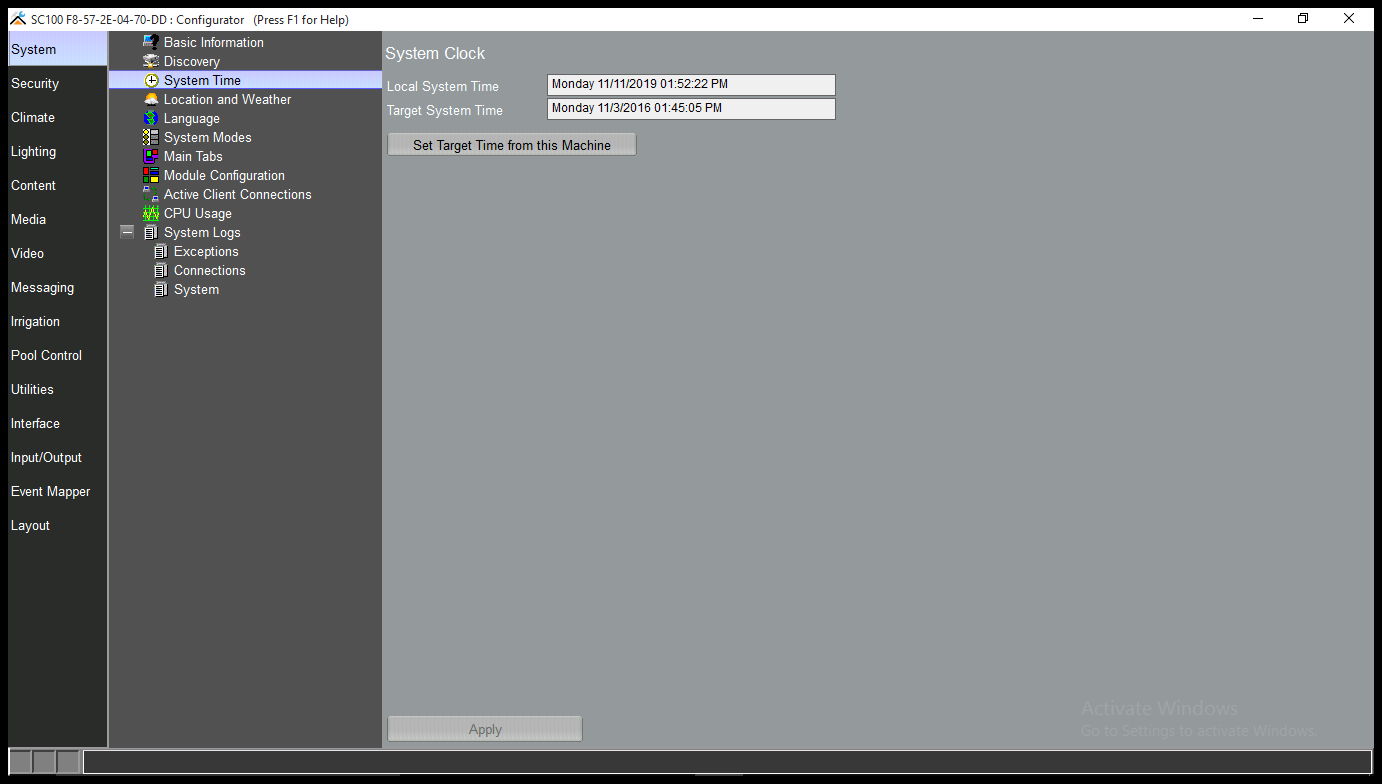 SC100 F8-57-2E-04-70-DD : Configurator (Press F1 for Help)
System
Security
Climate
Lighting
Content
Media
Video
Messaging
Irrigation
Pool Control
Utilities
Interface
Input/Output
Event Mapper
Layout
Basic Information
Discovery
System Time
Location and Weather
Language
System Modes
Main Tabs
Module Configuration
Active Client Connections
CPU Usage
System Logs
Exceptions
Connections
System
System Clock
Local System Time Monday 11/11/2019 01:52:22 PM
Target System Time Monday 11/3/2016 01:45:05 PM
Set Target Time from this Machine
Apply
Activate Windows
Go to Settings to activate Windows.